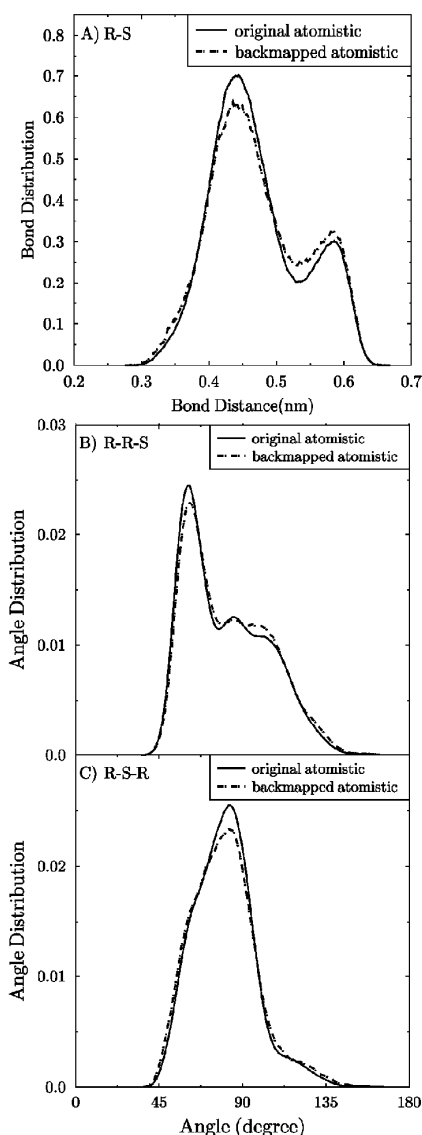 A) R-S
original atomistic
backmapped atomistic
0.8
0.7
0.6
0.5
0.4
0.3
0.2
0.1
0.0
Bond Distribution
0.2 0.3 0.4 0.5 0.6 0.7
Bond Distance(nm)
B) R-R-S
original atomistic
backmapped atomistic
0.03
0.02
0.01
0.0
Angle Distribution
C) R-S-R
original atomistic
backmapped atomistic
0.02
0.01
0.0
Angle Distribution
0 45 90 135 180
Angle (degree)